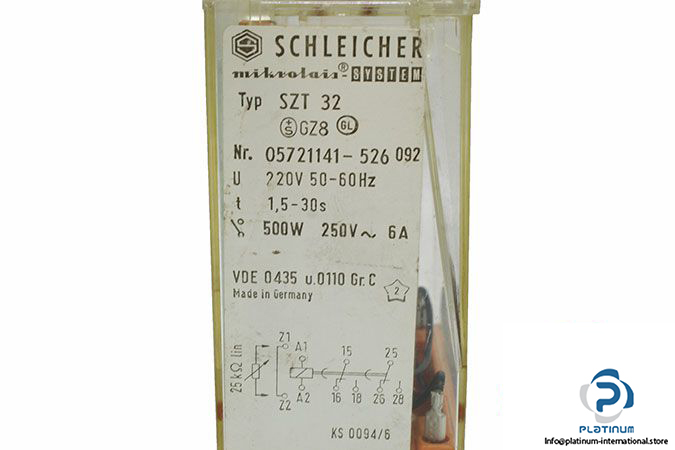 SCHLEICHER
mikrolais®-SYSTEM
Typ SZT 32
+S GZ8 GL
Nr. 05721141-526 092
U 220V 50-60Hz
t 1,5-30s
500W 250V~ 6A
VDE 0435 u.0110 Gr.C 2
Made in Germany
25 kΩ lin
Z1 A1 15 25
Z2 A2 16 18 26 28
KS 0094/6
PLATINUM
Info@platinum-international.store